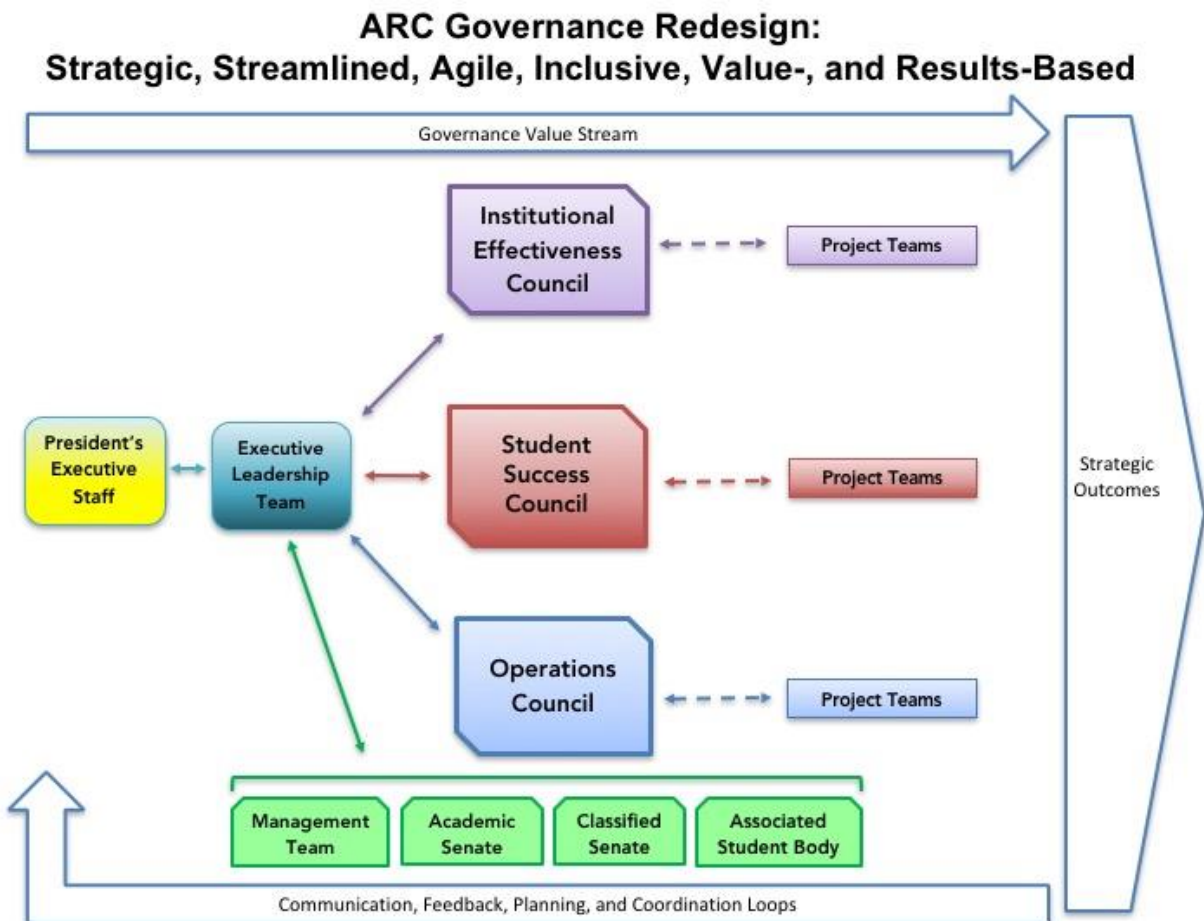 ARC Governance Redesign:
Strategic, Streamlined, Agile, Inclusive, Value-, and Results-Based
Governance Value Stream
Institutional
Effectiveness
Council
Project Teams
President's
Executive
Staff
Executive
Leadership
Team
Student
Success
Council
Project Teams
Strategic
Outcomes
Operations
Council
Project Teams
Management
Team
Academic
Senate
Classified
Senate
Associated
Student Body
Communication, Feedback, Planning, and Coordination Loops